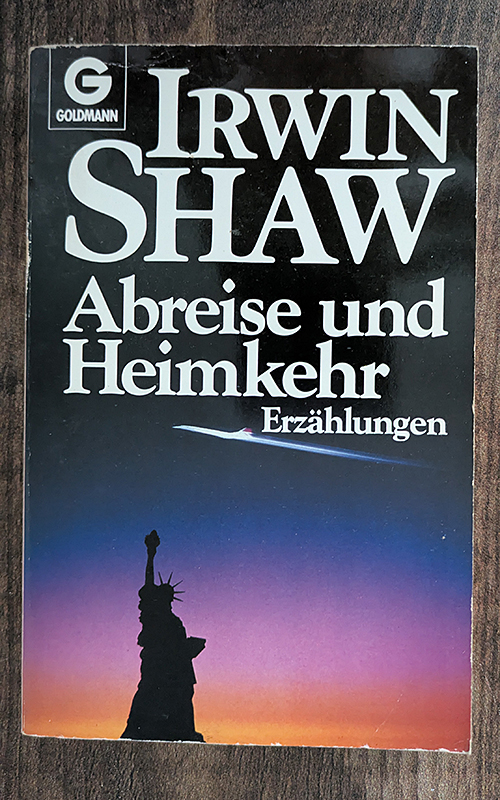 G
GOLDMANN
IRWIN
SHAW
Abreise und
Heimkehr
Erzählungen